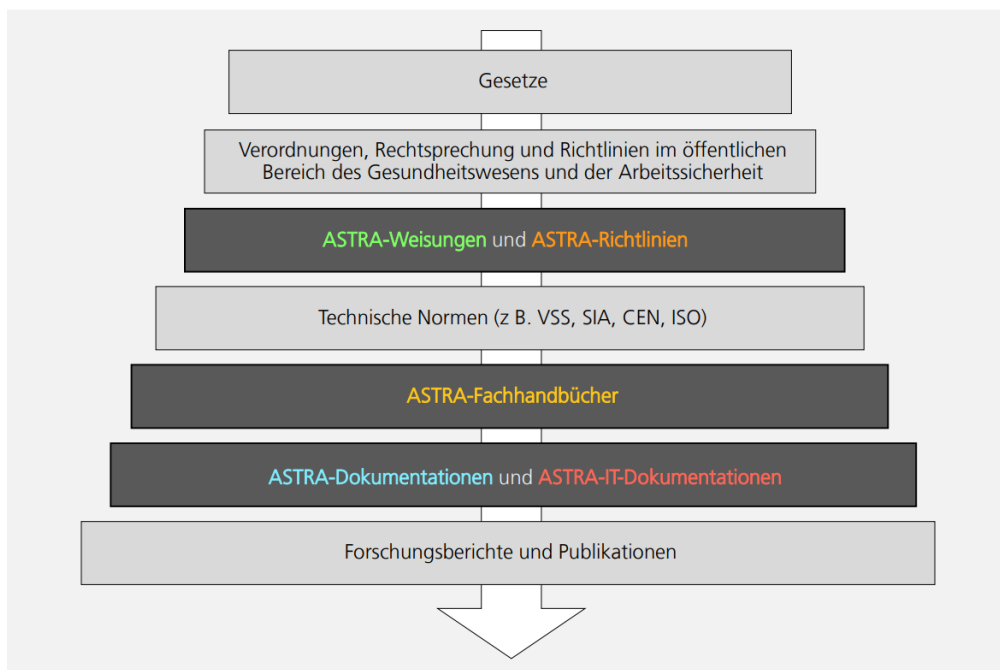 Gesetze
Verordnungen, Rechtsprechung und Richtlinien im öffentlichen
Bereich des Gesundheitswesens und der Arbeitssicherheit
ASTRA-Weisungen und ASTRA-Richtlinien
Technische Normen (z B. VSS, SIA, CEN, ISO)
ASTRA-Fachhandbücher
ASTRA-Dokumentationen und ASTRA-IT-Dokumentationen
Forschungsberichte und Publikationen